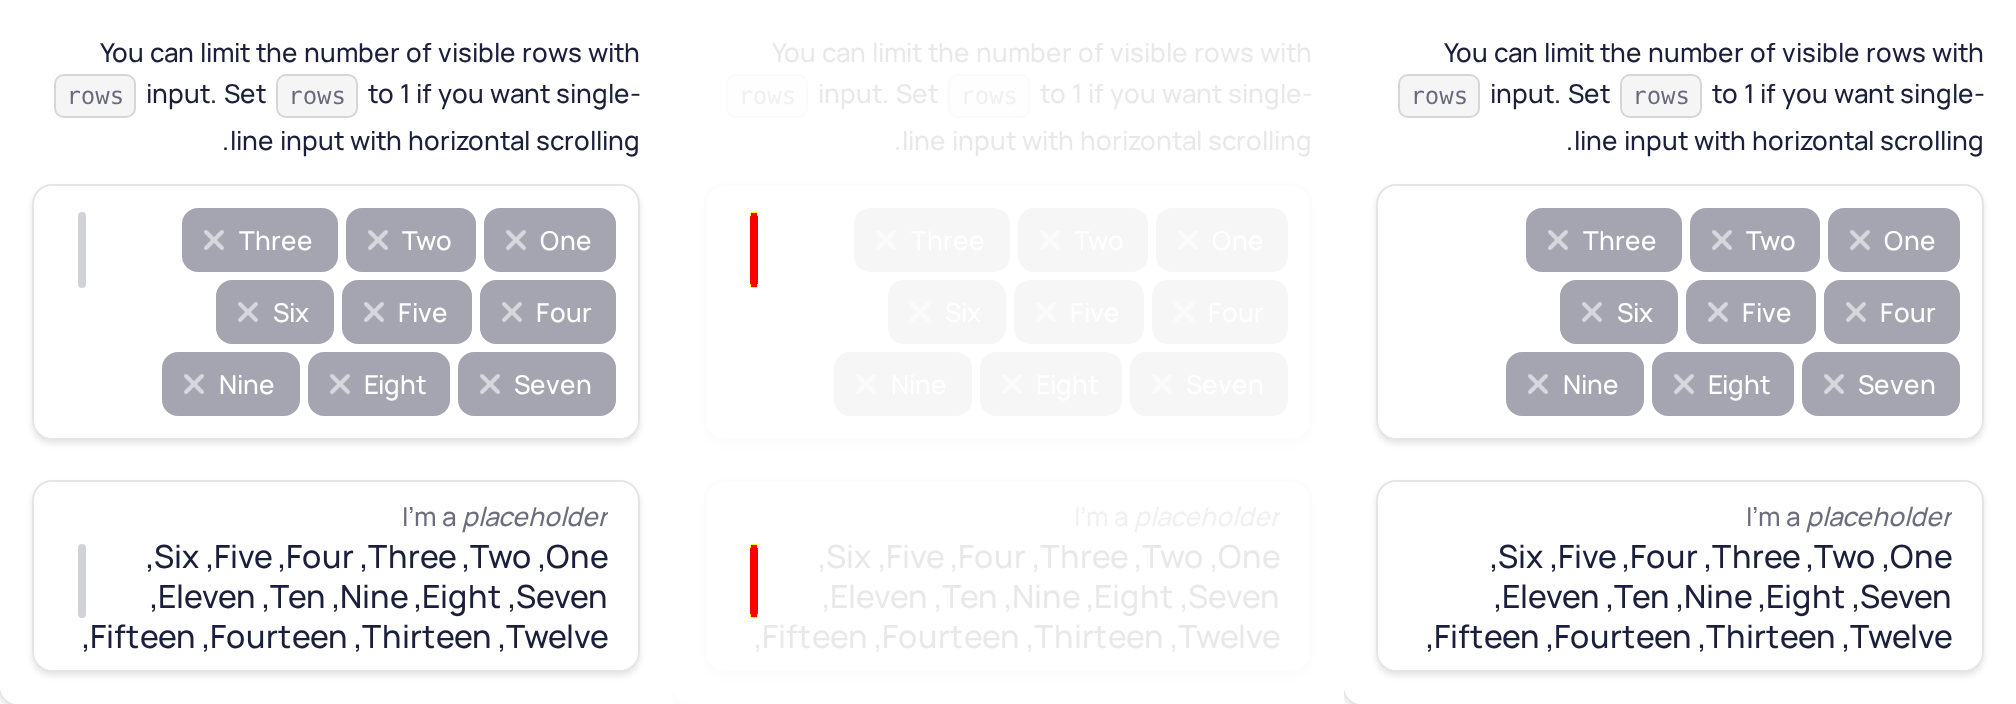 You can limit the number of visible rows with
rows input. Set rows to 1 if you want single-
.line input with horizontal scrolling
Three Two One
Six Five Four
Nine Eight Seven
I'm a placeholder
,Six ,Five ,Four ,Three ,Two ,One
,Eleven ,Ten ,Nine ,Eight ,Seven
,Fifteen ,Fourteen ,Thirteen ,Twelve
You can limit the number of visible rows with
rows input. Set rows to 1 if you want single-
.line input with horizontal scrolling
Three Two One
Six Five Four
Nine Eight Seven
I'm a placeholder
,Six ,Five ,Four ,Three ,Two ,One
,Eleven ,Ten ,Nine ,Eight ,Seven
,Fifteen ,Fourteen ,Thirteen ,Twelve
You can limit the number of visible rows with
rows input. Set rows to 1 if you want single-
.line input with horizontal scrolling
Three Two One
Six Five Four
Nine Eight Seven
I'm a placeholder
,Six ,Five ,Four ,Three ,Two ,One
,Eleven ,Ten ,Nine ,Eight ,Seven
,Fifteen ,Fourteen ,Thirteen ,Twelve